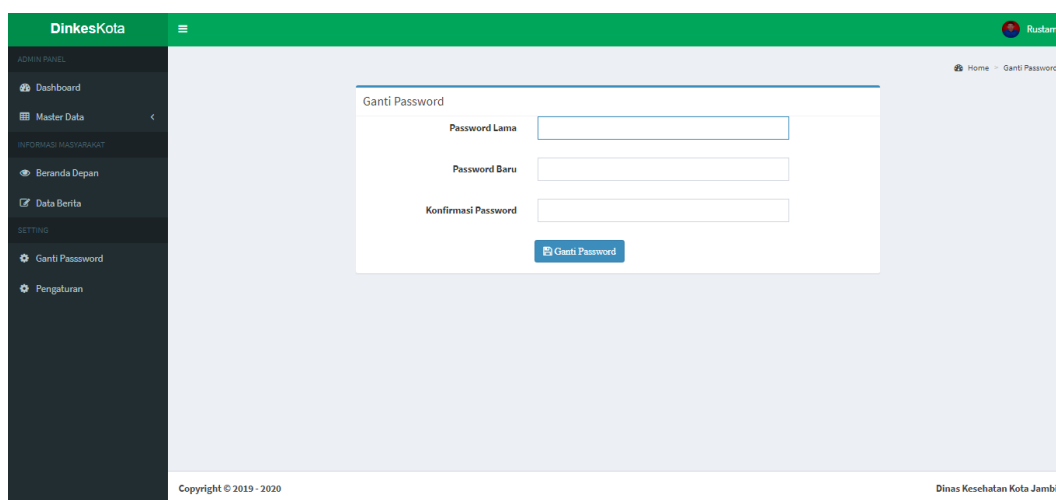 DinkesKota
Rustam
ADMIN PANEL
Dashboard
Master Data
INFORMASI MASYARAKAT
Beranda Depan
Data Berita
SETTING
Ganti Passsword
Pengaturan
Home > Ganti Password
Ganti Password
Password Lama
Password Baru
Konfirmasi Password
Ganti Password
Copyright © 2019 - 2020
Dinas Kesehatan Kota Jambi